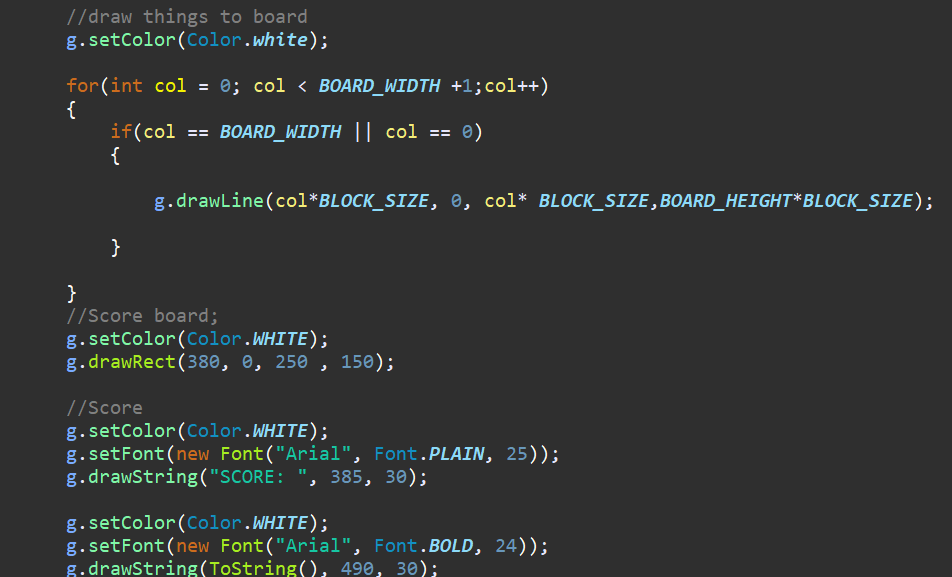 //draw things to board
g.setColor(Color.white);
for(int col = 0; col < BOARD_WIDTH +1;col++)
{
if(col == BOARD_WIDTH || col == 0)
{
g.drawLine(col*BLOCK_SIZE, 0, col* BLOCK_SIZE,BOARD_HEIGHT*BLOCK_SIZE);
}
}
//Score board;
g.setColor(Color.WHITE);
g.drawRect(380, 0, 250 , 150);
//Score
g.setColor(Color.WHITE);
g.setFont(new Font("Arial", Font.PLAIN, 25));
g.drawString("SCORE: ", 385, 30);
g.setColor(Color.WHITE);
g.setFont(new Font("Arial", Font.BOLD, 24));
g.drawString(ToString(), 490, 30);